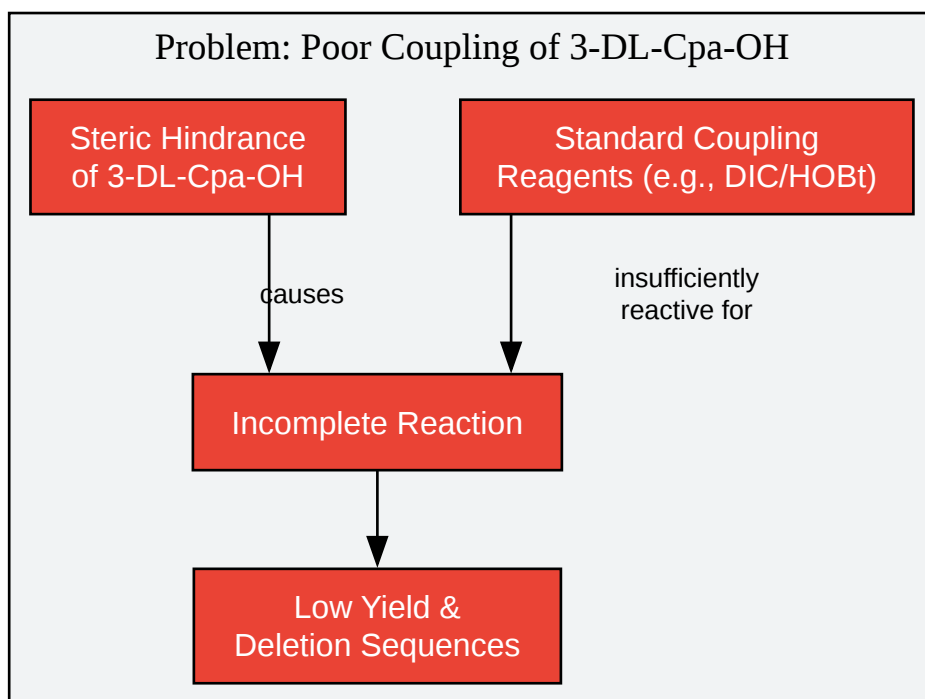 Problem: Poor Coupling of 3-DL-Cpa-OH
Steric Hindrance
of 3-DL-Cpa-OH
Standard Coupling
Reagents (e.g., DIC/HOBt)
causes
insufficiently
reactive for
Incomplete Reaction
Low Yield &
Deletion Sequences